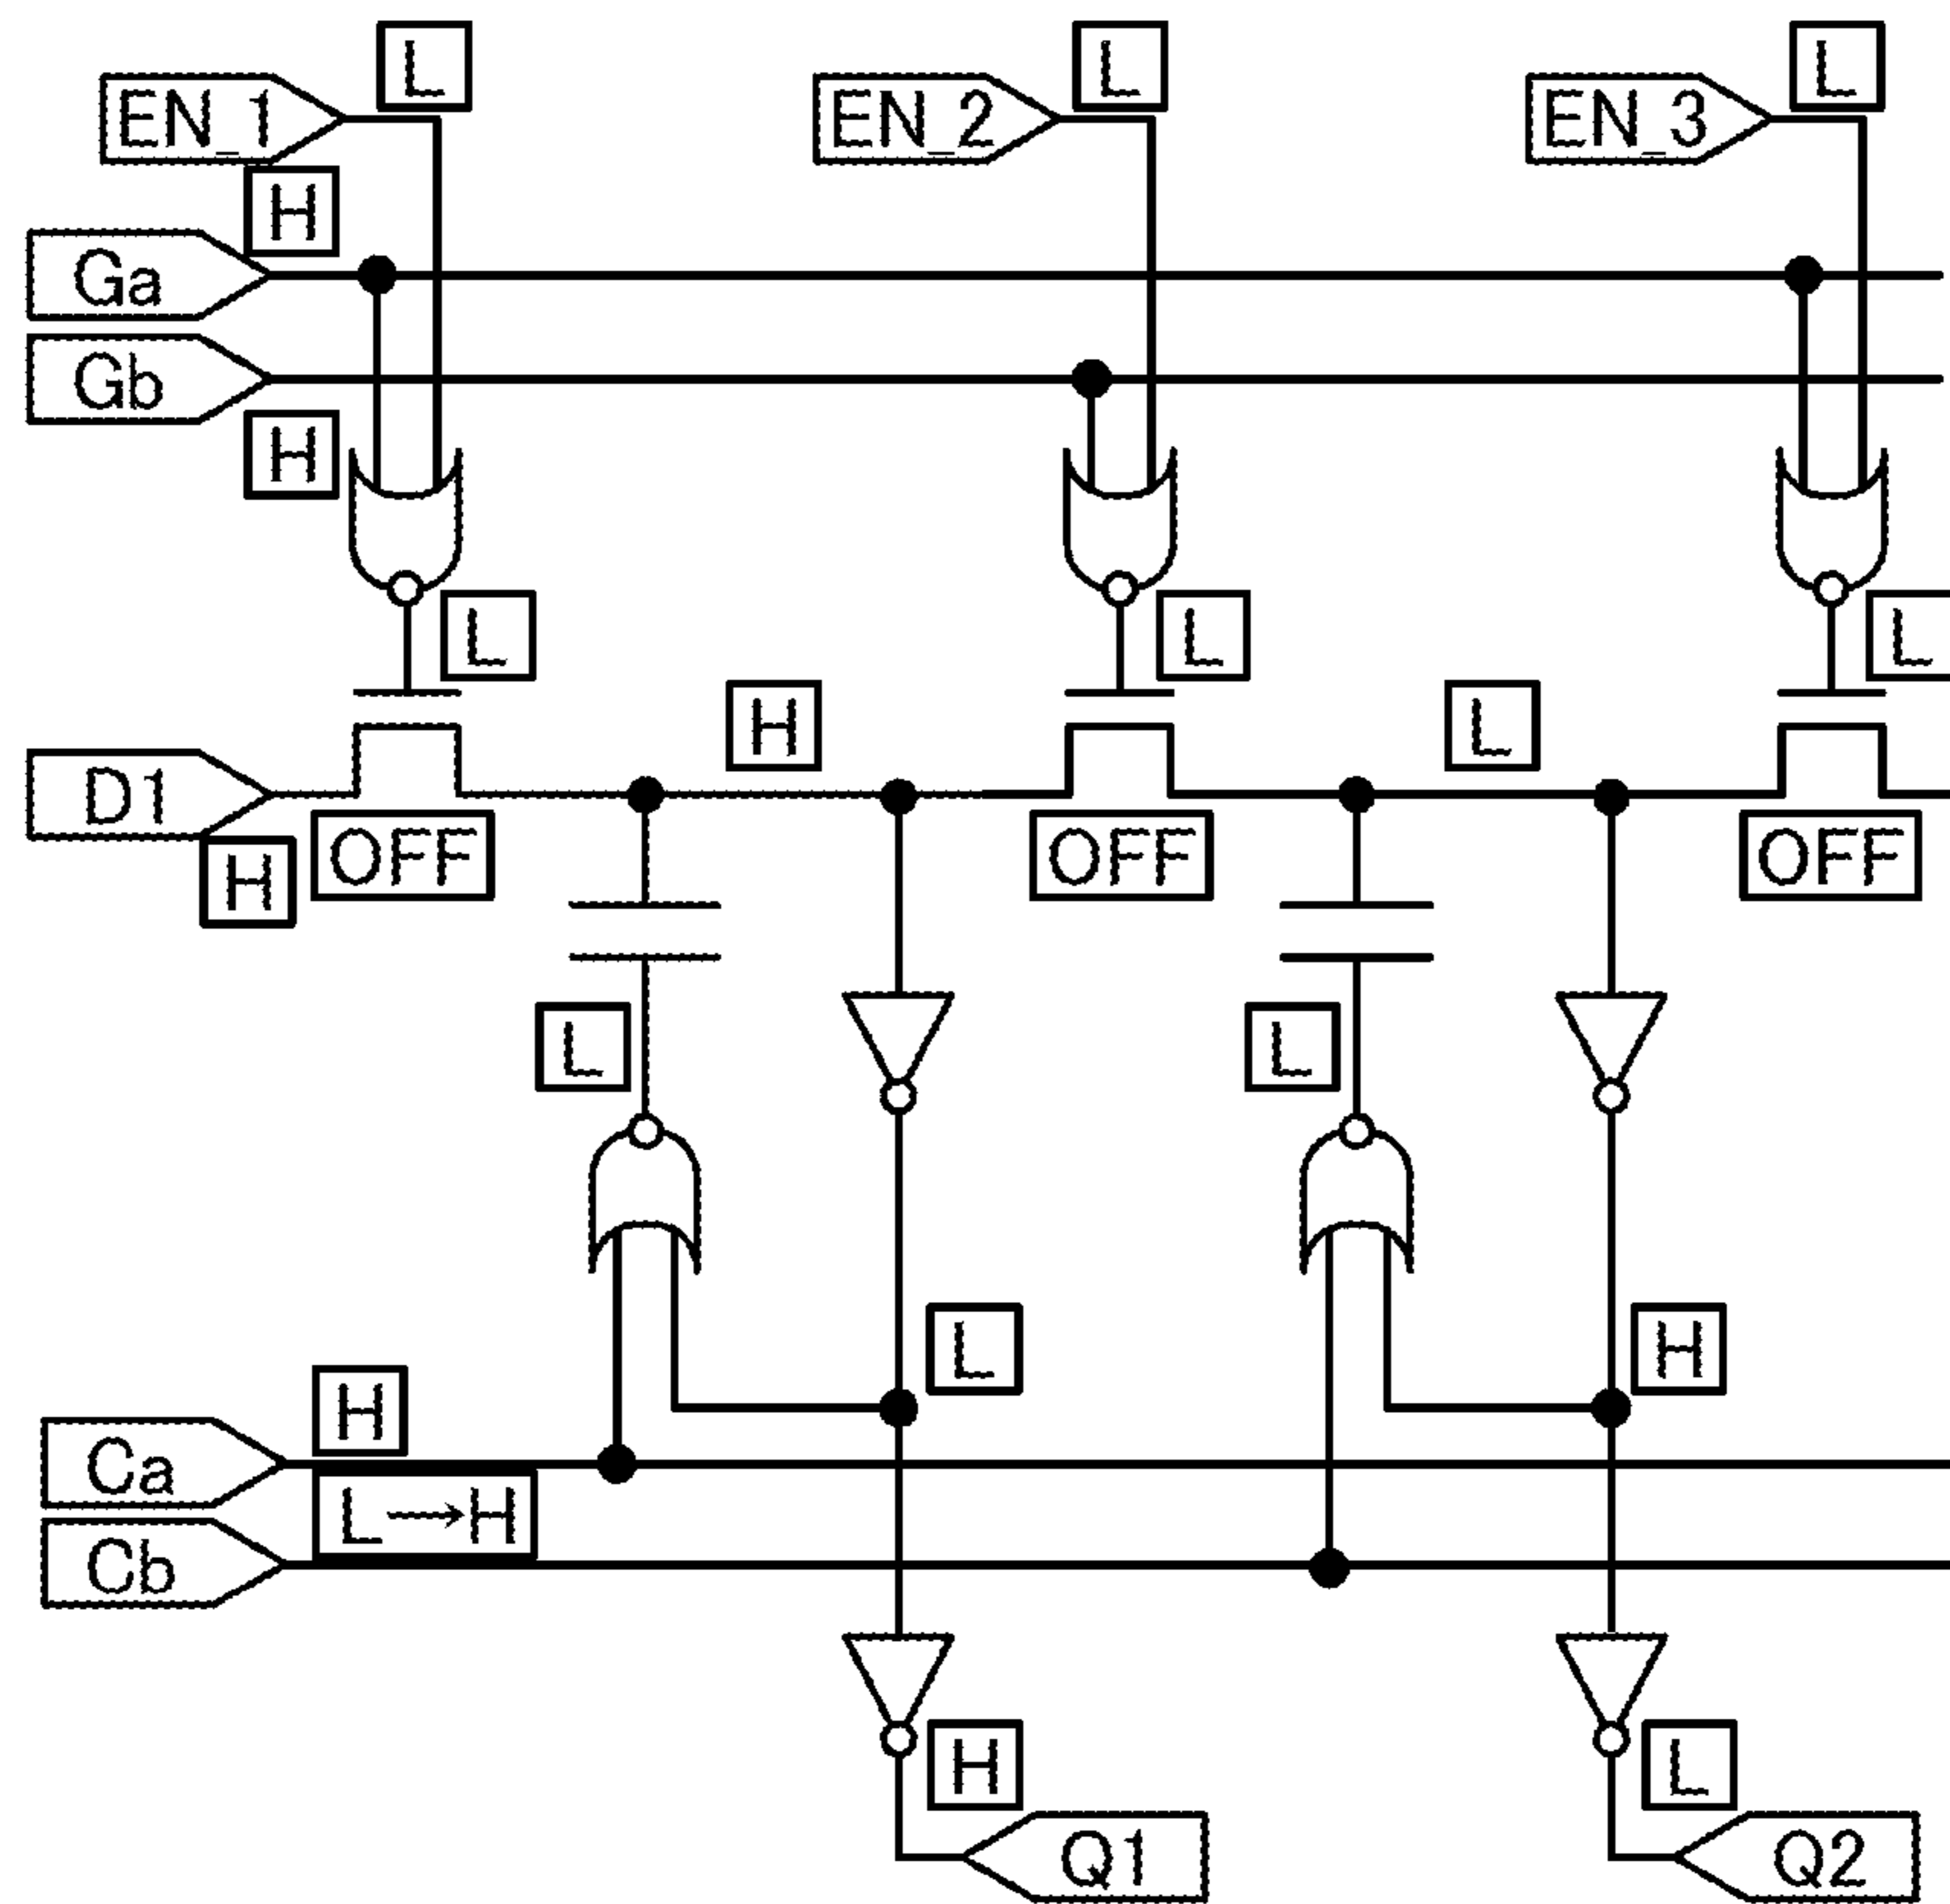 L L L
EN_1 EN_2 EN_3
H
Ga
Gb
H
L L L
H L
D1
H OFF OFF OFF
L L
L H
H
Ca
L→H
Cb
H L
Q1 Q2